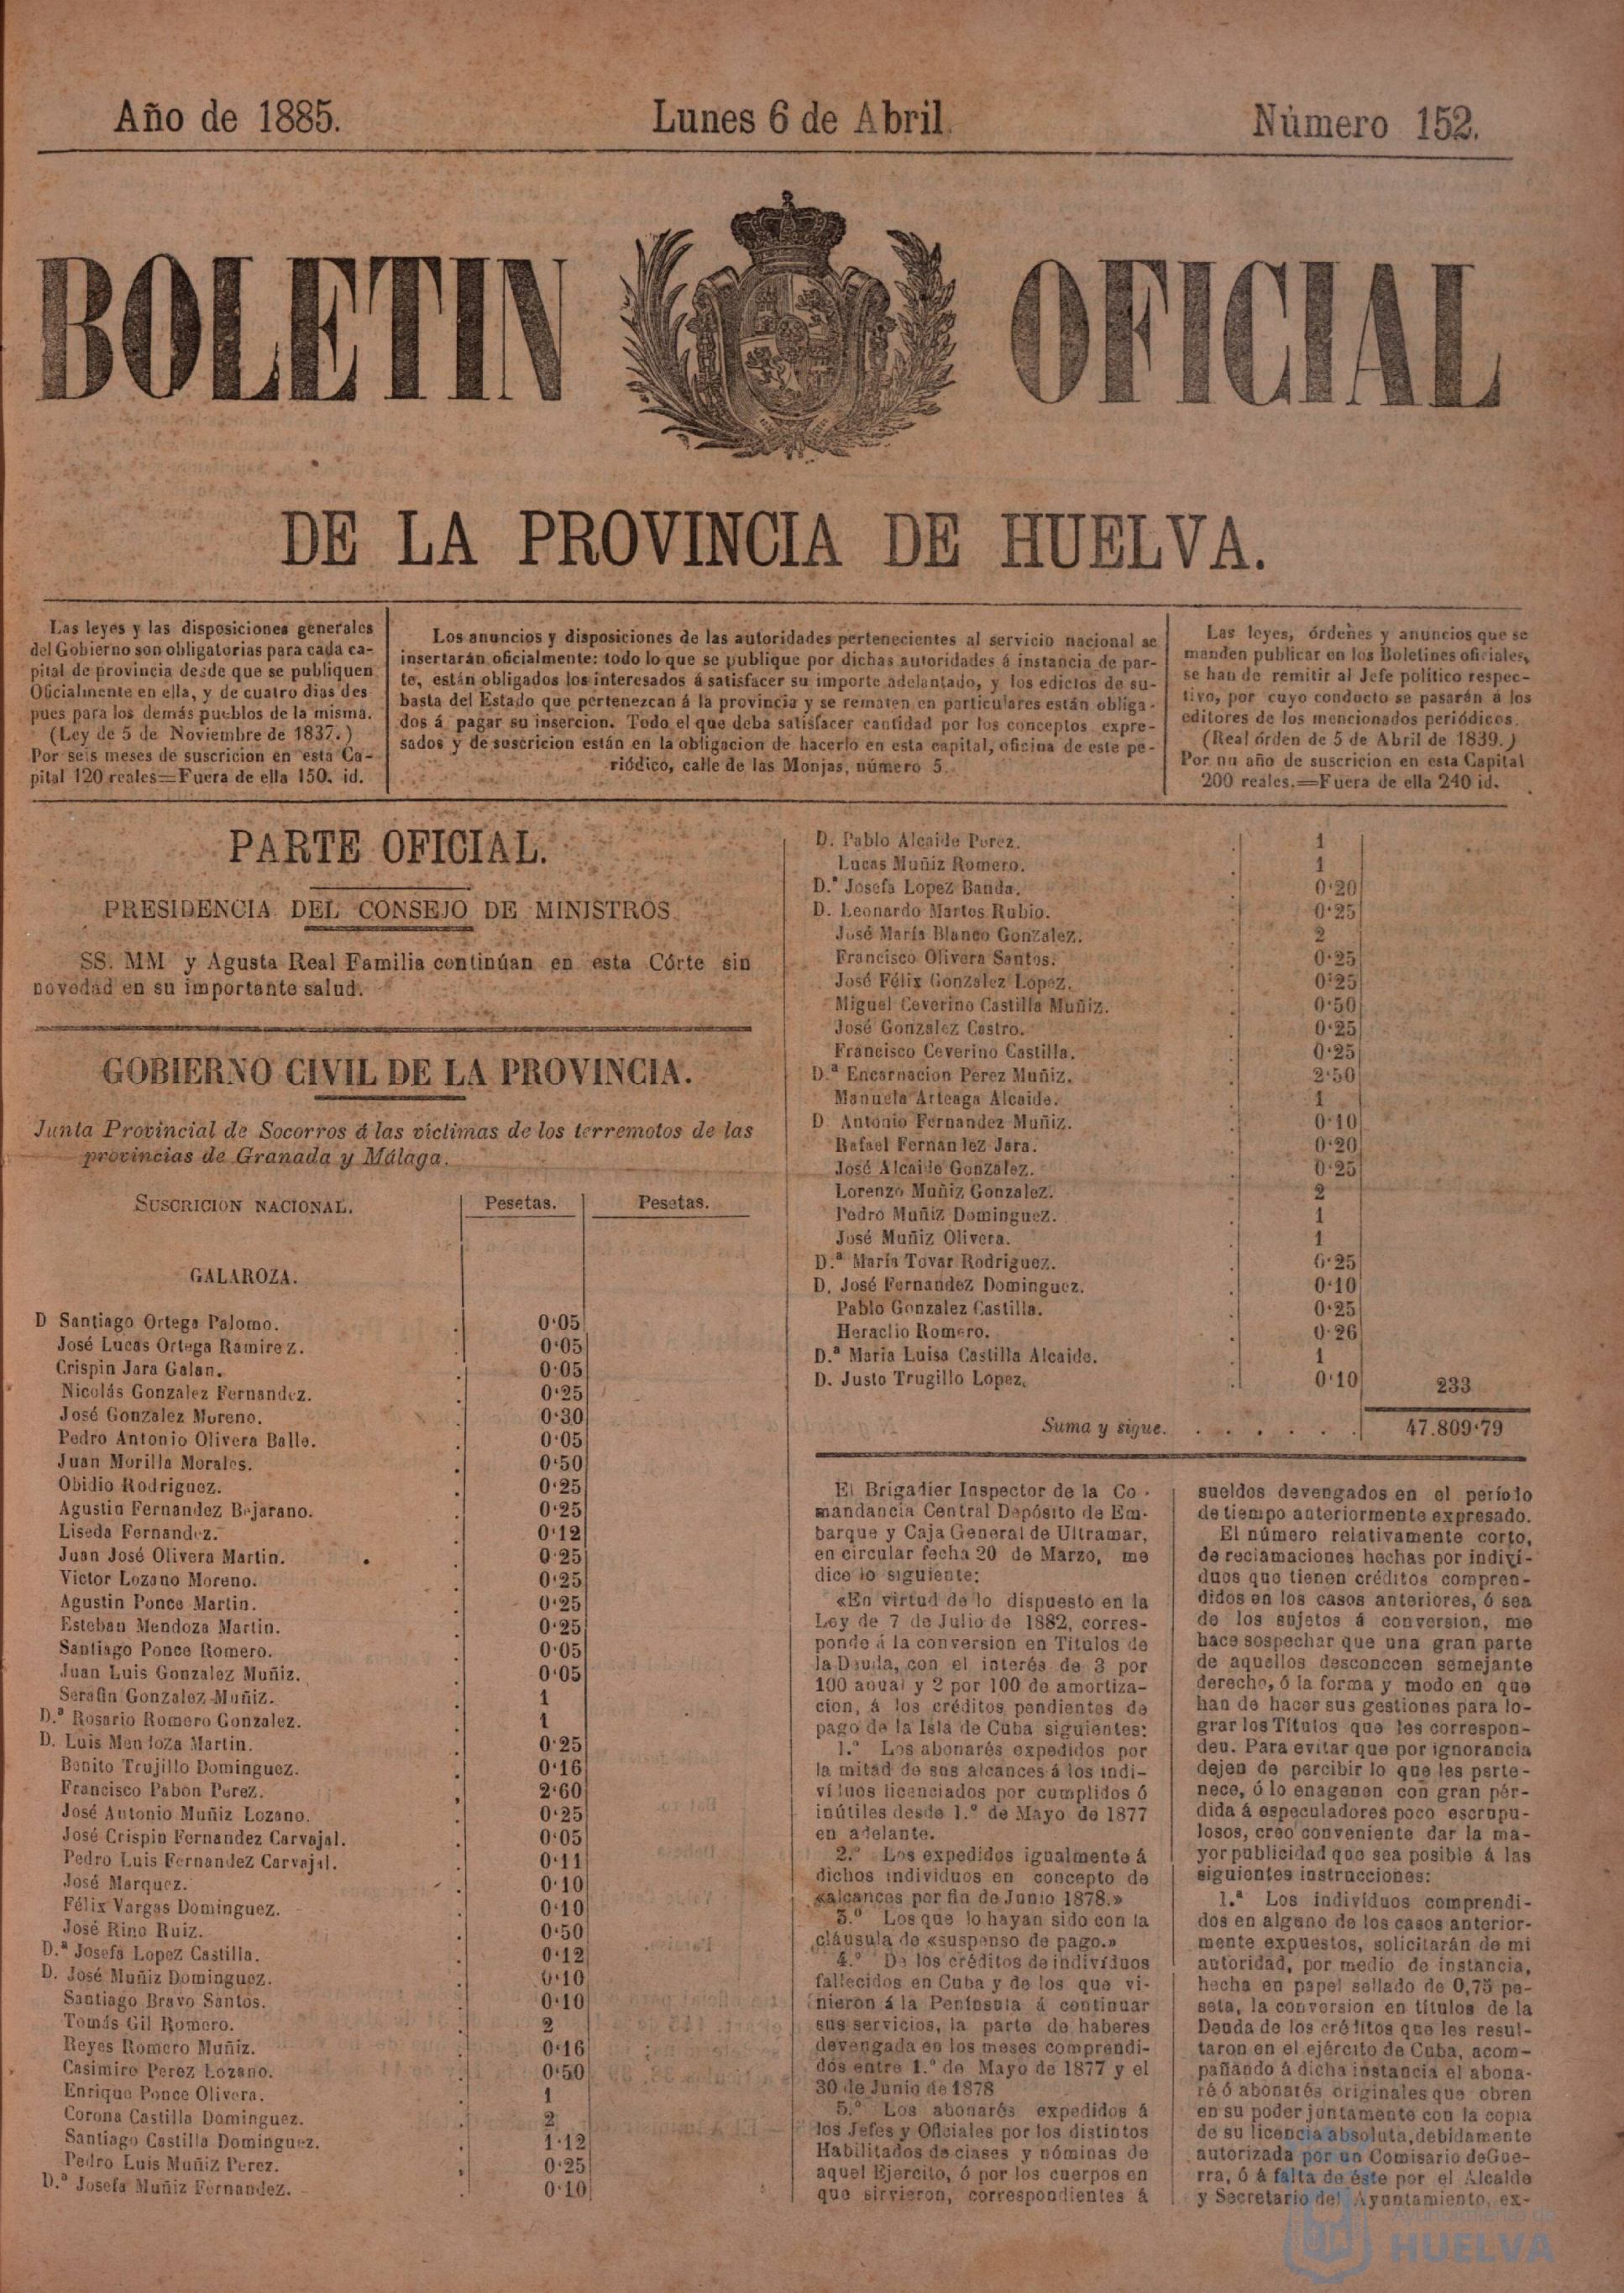 Año de 1885.
Lunes 6 de Abril.
Número 152.
BOLETIN OFICIAL
DE LA PROVINCIA DE HUELVA.
Las leyes y las disposiciones generales
del Gobierno son obligatorias para cada ca-
pital de provincia desde que se publiquen
Oficialmente en ella, y de cuatro dias des
pues para los demás pueblos de la misma.
(Ley de 5 de Noviembre de 1837.)
Por seis meses de suscricion en esta Ca-
pital 120 reales=Fuera de ella 150. id.
Los anuncios y disposiciones de las autoridades pertenecientes al servicio nacional se
insertarán oficialmente: todo lo que se publique por dichas autoridades á instancia de par-
te, están obligados los interesados á satisfacer su importe adelantado, y los edictos de su-
basta del Estado que pertenezcan á la provincia y se rematen en particulares están obliga-
dos á pagar su insercion. Todo el que deba satisfacer cantidad por los conceptos expre-
sados y de suscricion están en la obligacion de hacerlo en esta capital, oficina de este pe-
riódico, calle de las Monjas, número 5.
Las leyes, órdenes y anuncios que se
manden publicar en los Boletines oficiales,
se han de remitir al Jefe político respec-
tivo, por cuyo conducto se pasarán á los
editores de los mencionados periódicos.
(Real órden de 5 de Abril de 1839.)
Por nu año de suscricion en esta Capital
200 reales.=Fuera de ella 240 id.
PARTE OFICIAL.
PRESIDENCIA DEL CONSEJO DE MINISTROS
SS. MM y Agusta Real Familia continúan en esta Córte sin
novedad en su importante salud.
GOBIERNO CIVIL DE LA PROVINCIA.
Junta Provincial de Socorros á las víctimas de los terremotos de las
provincias de Granada y Málaga.
SUSCRICION NACIONAL. Pesetas. Pesetas.
GALAROZA.
D Santiago Ortega Palomo. 0'05
José Lucas Ortega Ramirez. 0'05
Crispin Jara Galan. 0'05
Nicolás Gonzalez Fernandez. 0'25
José Gonzalez Moreno. 0'30
Pedro Antonio Olivera Balle. 0'05
Juan Morilla Morales. 0'50
Obidio Rodriguez. 0'25
Agustin Fernandez Bejarano. 0'25
Liseda Fernandez. 0'12
Juan José Olivera Martin. 0'25
Victor Lozano Moreno. 0'25
Agustin Ponce Martin. 0'25
Esteban Mendoza Martin. 0'25
Santiago Ponce Romero. 0'05
Juan Luis Gonzalez Muñiz. 0'05
Serafin Gonzalez Muñiz. 1
D.ª Rosario Romero Gonzalez. 1
D. Luis Mendoza Martin. 0'25
Benito Trujillo Dominguez. 0'16
Francisco Pabon Perez. 2'60
José Antonio Muñiz Lozano. 0'25
José Crispin Fernandez Carvajal. 0'05
Pedro Luis Fernandez Carvajal. 0'11
José Marquez. 0'10
Félix Vargas Dominguez. 0'10
José Rino Ruiz. 0'50
D.ª Josefa Lopez Castilla. 0'12
D. José Muñiz Dominguez. 0'10
Santiago Bravo Santos. 0'10
Tomás Gil Romero. 2
Reyes Romero Muñiz. 0'16
Casimiro Perez Lozano. 0'50
Enrique Ponce Olivera. 1
Corona Castilla Dominguez. 2
Santiago Castilla Dominguez. 1'12
Pedro Luis Muñiz Perez. 0'25
D.ª Josefa Muñiz Fernandez. 0'10
D. Pablo Alcaide Perez. 1
Lucas Muñiz Romero. 1
D.ª Josefa Lopez Banda. 0'20
D. Leonardo Martos Rubio. 0'25
José María Blanco Gonzalez. 2
Francisco Olivera Santos. 0'25
José Félix Gonzalez Lopez. 0'25
Miguel Ceverino Castilla Muñiz. 0'50
José Gonzalez Castro. 0'25
Francisco Ceverino Castilla. 0'25
D.ª Encarnacion Perez Muñiz. 2'50
Manuela Arteaga Alcaide. 1
D. Antonio Fernandez Muñiz. 0'10
Rafael Fernandez Jara. 0'20
José Alcaide Gonzalez. 0'25
Lorenzo Muñiz Gonzalez. 2
Pedro Muñiz Dominguez. 1
José Muñiz Olivera. 1
D.ª María Tovar Rodriguez. 0'25
D. José Fernandez Dominguez. 0'10
Pablo Gonzalez Castilla. 0'25
Heraclio Romero. 0'26
D.ª Maria Luisa Castilla Alcaide. 1
D. Justo Trugillo Lopez. 0'10 233
Suma y sigue. . . . . . . 47.809'79
El Brigadier Inspector de la Co-
mandancia Central Depósito de Em-
barque y Caja General de Ultramar,
en circular fecha 20 de Marzo, me
dice lo siguiente:
«En virtud de lo dispuesto en la
Ley de 7 de Julio de 1882, corres-
ponde á la conversion en Títulos de
la Deuda, con el interés de 3 por
100 anual y 2 por 100 de amortiza-
cion, á los créditos pendientes de
pago de la Isla de Cuba siguientes:
1.º Los abonarés expedidos por
la mitad de sus alcances á los indi-
víduos licenciados por cumplidos ó
inútiles desde 1.º de Mayo de 1877
en adelante.
2.º Los expedidos igualmente á
dichos individuos en concepto de
«alcances por fin de Junio 1878.»
3.º Los que lo hayan sido con la
cláusula de «suspenso de pago.»
4.º De los créditos de indivíduos
fallecidos en Cuba y de los que vi-
nieron á la Península á continuar
sus servicios, la parte de haberes
devengada en los meses comprendi-
dos entre 1.º de Mayo de 1877 y el
30 de Junio de 1878
5.º Los abonarés expedidos á
los Jefes y Oficiales por los distintos
Habilitados de clases y nóminas de
aquel Ejercito, ó por los cuerpos en
que sirvieron, correspondientes á
sueldos devengados en el período
de tiempo anteriormente expresado.
El número relativamente corto,
de reclamaciones hechas por indiví-
duos que tienen créditos compren-
didos en los casos anteriores, ó sea
de los sujetos á conversion, me
hace sospechar que una gran parte
de aquellos desconccen semejante
derecho, ó la forma y modo en que
han de hacer sus gestiones para lo-
grar los Títulos que les correspon-
den. Para evitar que por ignorancia
dejen de percibir lo que les perte-
nece, ó lo enagenen con gran pér-
dida á especuladores poco escrupu-
losos, creo conveniente dar la ma-
yor publicidad que sea posible á las
siguientes instrucciones:
1.ª Los indivíduos comprendi-
dos en alguno de los casos anterior-
mente expuestos, solicitarán de mi
autoridad, por medio de instancia,
hecha en papel sellado de 0,75 pe-
seta, la conversion en títulos de la
Deuda de los créditos que les resul-
taron en el ejército de Cuba, acom-
pañando á dicha instancia el abona-
ré ó abonarés originales que obren
en su poder juntamente con la copia
de su licencia absoluta, debidamente
autorizada por un Comisario de Gue-
rra, ó á falta de éste por el Alcalde
y Secretario del Ayuntamiento, ex-
Ayuntamiento de
HUELVA